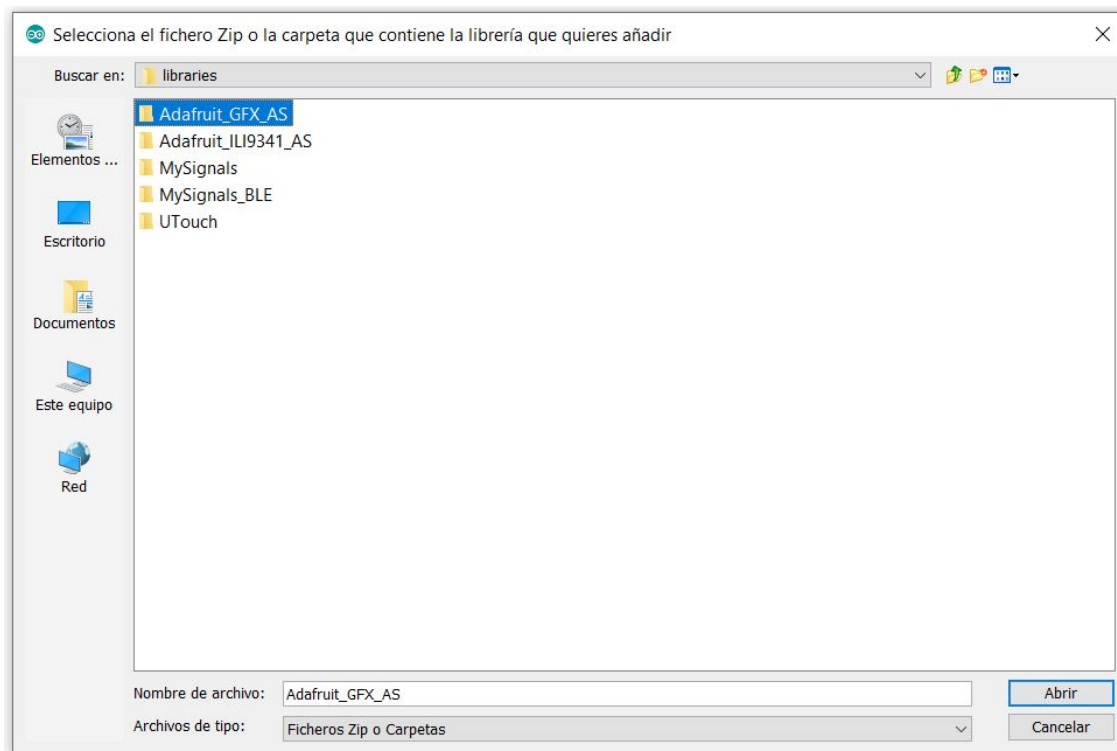 Selecciona el fichero Zip o la carpeta que contiene la librería que quieres añadir
Buscar en:
libraries
Elementos ...
Escritorio
Documentos
Este equipo
Red
Adafruit_GFX_AS
Adafruit_ILI9341_AS
MySignals
MySignals_BLE
UTouch
Nombre de archivo:
Adafruit_GFX_AS
Abrir
Archivos de tipo:
Ficheros Zip o Carpetas
Cancelar